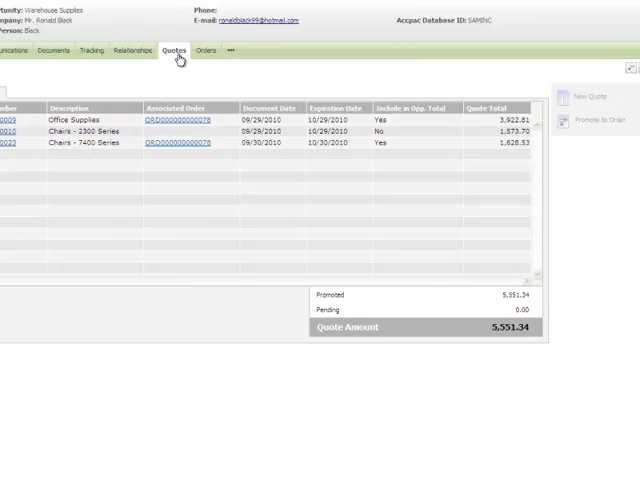 rtunity: Warehouse Supplies
Phone:
mpany: Mr. Ronald Black
E-mail: ronaldblack99@hotmail.com
Accpac Database ID: SAMINC
Person: Black
unications Documents Tracking Relationships Quotes Orders •••
New Quote
Promote to Order
mber Description Associated Order Document Date Expiration Date Include in Opp. Total Quote Total
0009 Office Supplies ORD000000000078 09/29/2010 10/29/2010 Yes 3,922.81
0010 Chairs - 2300 Series 09/29/2010 10/29/2010 No 1,573.70
0023 Chairs - 7400 Series ORD000000000078 09/30/2010 10/30/2010 Yes 1,628.53
Promoted 5,551.34
Pending 0.00
Quote Amount 5,551.34